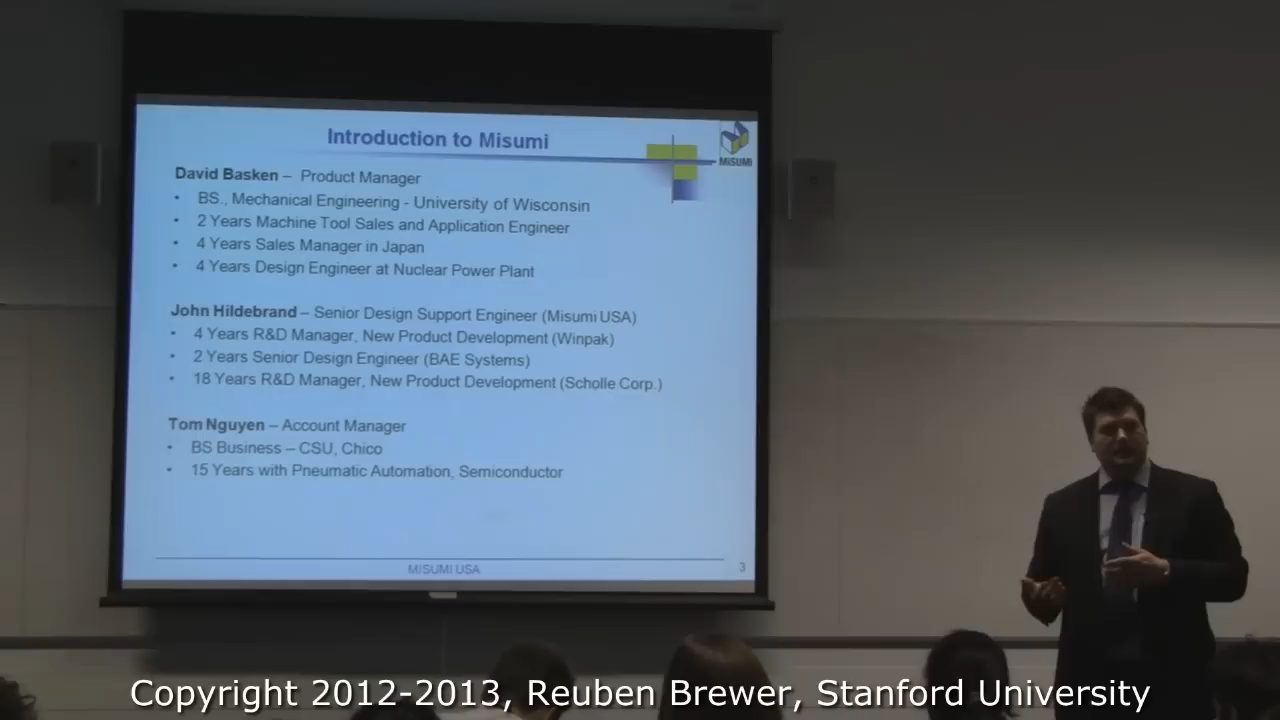 Introduction to Misumi
MiSUMi
David Basken – Product Manager
• BS., Mechanical Engineering - University of Wisconsin
• 2 Years Machine Tool Sales and Application Engineer
• 4 Years Sales Manager in Japan
• 4 Years Design Engineer at Nuclear Power Plant
John Hildebrand – Senior Design Support Engineer (Misumi USA)
• 4 Years R&D Manager, New Product Development (Winpak)
• 2 Years Senior Design Engineer (BAE Systems)
• 18 Years R&D Manager, New Product Development (Scholle Corp.)
Tom Nguyen – Account Manager
• BS Business – CSU, Chico
• 15 Years with Pneumatic Automation, Semiconductor
MISUMI USA
3
Copyright 2012-2013, Reuben Brewer, Stanford University